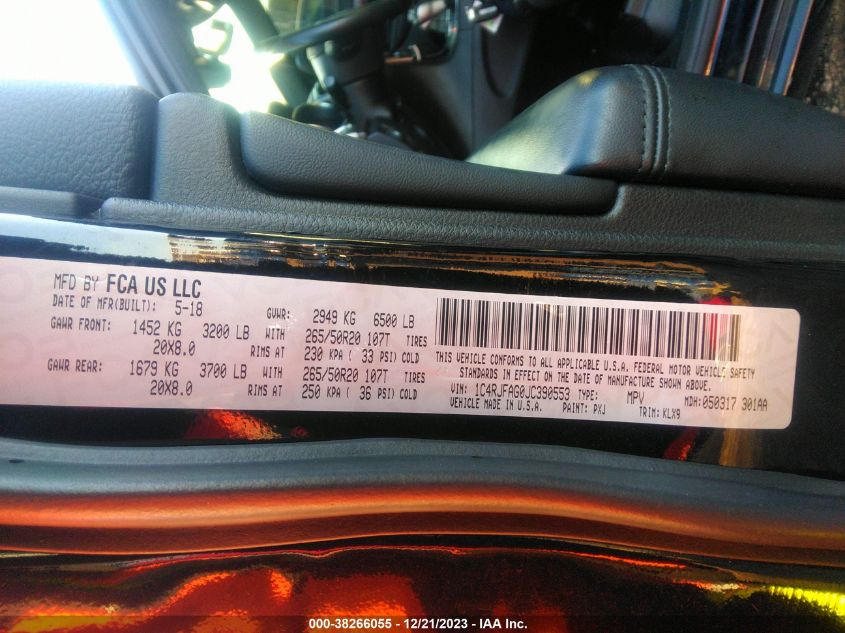 MFD BY FCA US LLC
DATE OF MFR(BUILT): 5-18 GVWR: 2949 KG 6500 LB
GAWR FRONT: 1452 KG 3200 LB WITH 265/50R20 107T TIRES
20X8.0 RIMS AT 230 KPA ( 33 PSI) COLD
GAWR REAR: 1679 KG 3700 LB WITH 265/50R20 107T TIRES
20X8.0 RIMS AT 250 KPA ( 36 PSI) COLD
THIS VEHICLE CONFORMS TO ALL APPLICABLE U.S.A. FEDERAL MOTOR VEHICLE SAFETY
STANDARDS IN EFFECT ON THE DATE OF MANUFACTURE SHOWN ABOVE.
VIN: 1C4RJFAG0JC390553 TYPE: MPV MDH: 050317 301AA
VEHICLE MADE IN U.S.A. PAINT: PXJ TRIM: KLX9
000-38266055 - 12/21/2023 - IAA Inc.